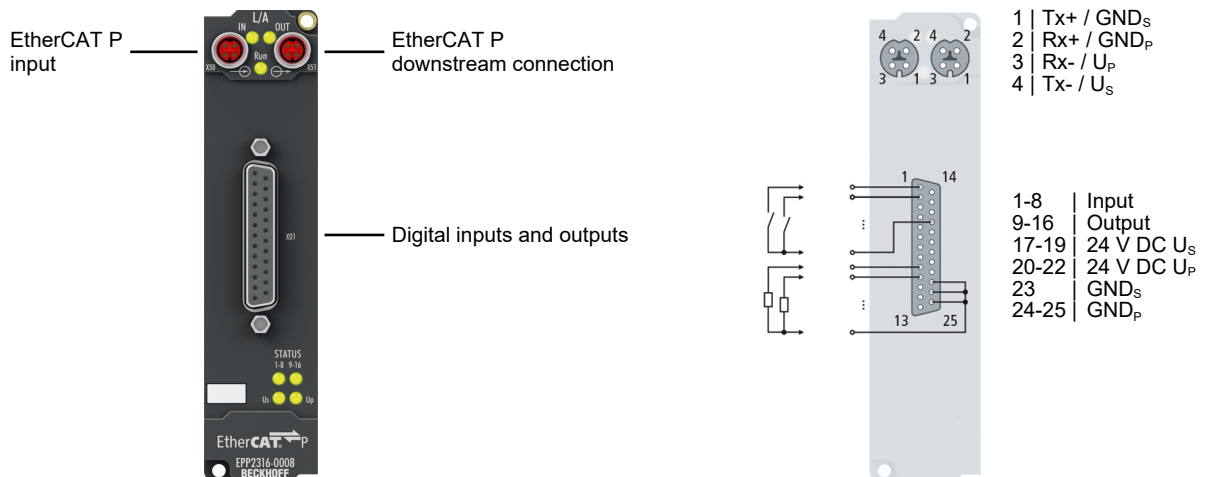 EtherCAT P
input
L/A
IN OUT
Run
X50 X51
EtherCAT P
downstream connection
X01
Digital inputs and outputs
STATUS
1-8 9-16
Us Up
EtherCAT P
EPP2316-0008
BECKHOFF
4 2 4 2
3 1 3 1
1 | Tx+ / GNDS
2 | Rx+ / GNDP
3 | Rx- / UP
4 | Tx- / US
1 14
13 25
1-8 | Input
9-16 | Output
17-19 | 24 V DC US
20-22 | 24 V DC UP
23 | GNDS
24-25 | GNDP